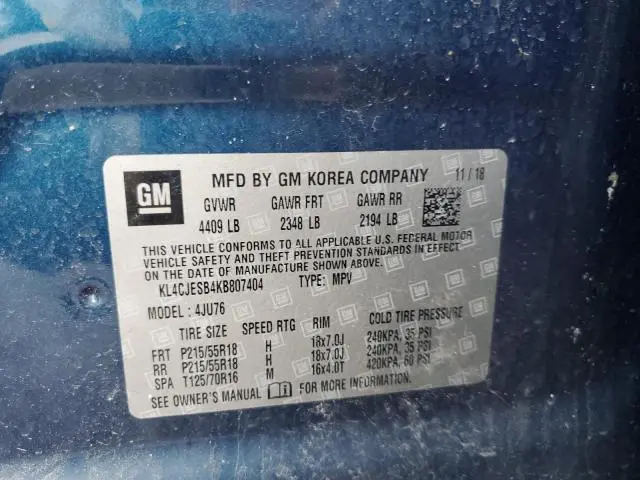 GM
MFD BY GM KOREA COMPANY 11/18
GVWR GAWR FRT GAWR RR
4409 LB 2348 LB 2194 LB
THIS VEHICLE CONFORMS TO ALL APPLICABLE U.S. FEDERAL MOTOR
VEHICLE SAFETY AND THEFT PREVENTION STANDARDS IN EFFECT
ON THE DATE OF MANUFACTURE SHOWN ABOVE.
KL4CJESB4KB807404 TYPE: MPV
MODEL: 4JU76
TIRE SIZE SPEED RTG RIM COLD TIRE PRESSURE
FRT P215/55R18 H 18x7.0J 240KPA, 35 PSI
RR P215/55R18 H 18x7.0J 240KPA, 35 PSI
SPA T125/70R16 M 16x4.0T 420KPA, 60 PSI
SEE OWNER'S MANUAL FOR MORE INFORMATION.